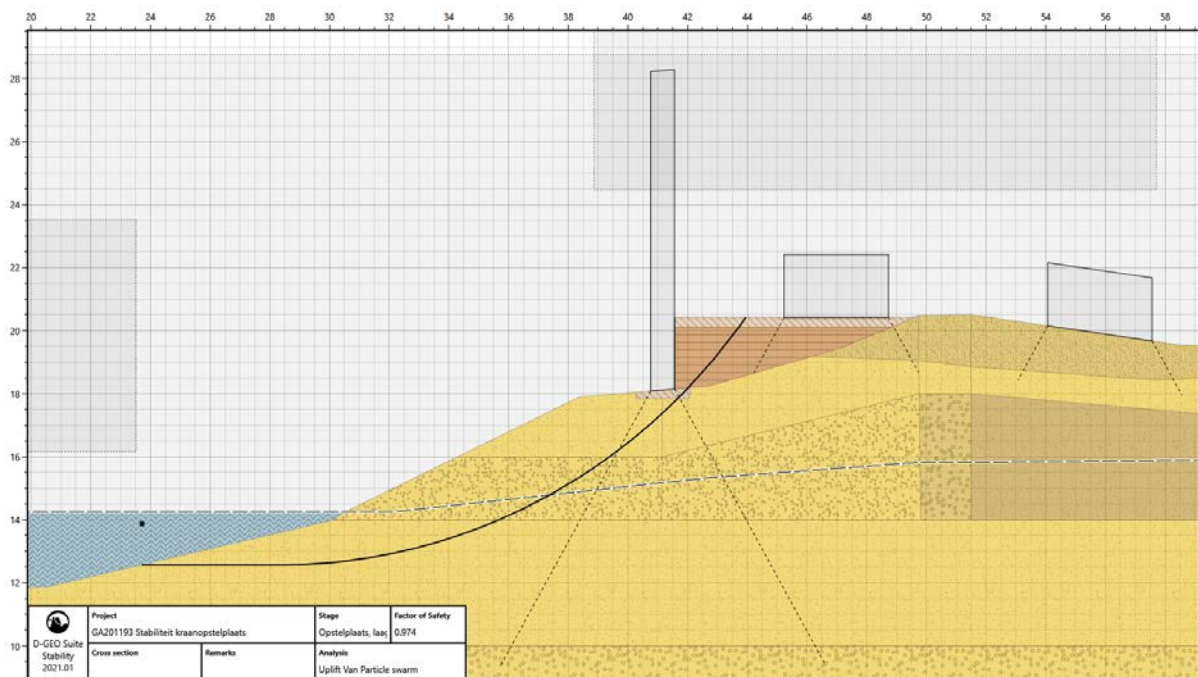 20 22 24 26 28 30 32 34 36 38 40 42 44 46 48 50 52 54 56 58
28
26
24
22
20
18
16
14
12
10
Project
GA201193 Stabiliteit kraanopstelplaats
Stage
Opstelplaats, laa
Factor of Safety
0.974
D-GEO Suite
Stability
2021.01
Cross section
Remarks
Analysis
Uplift Van Particle swarm